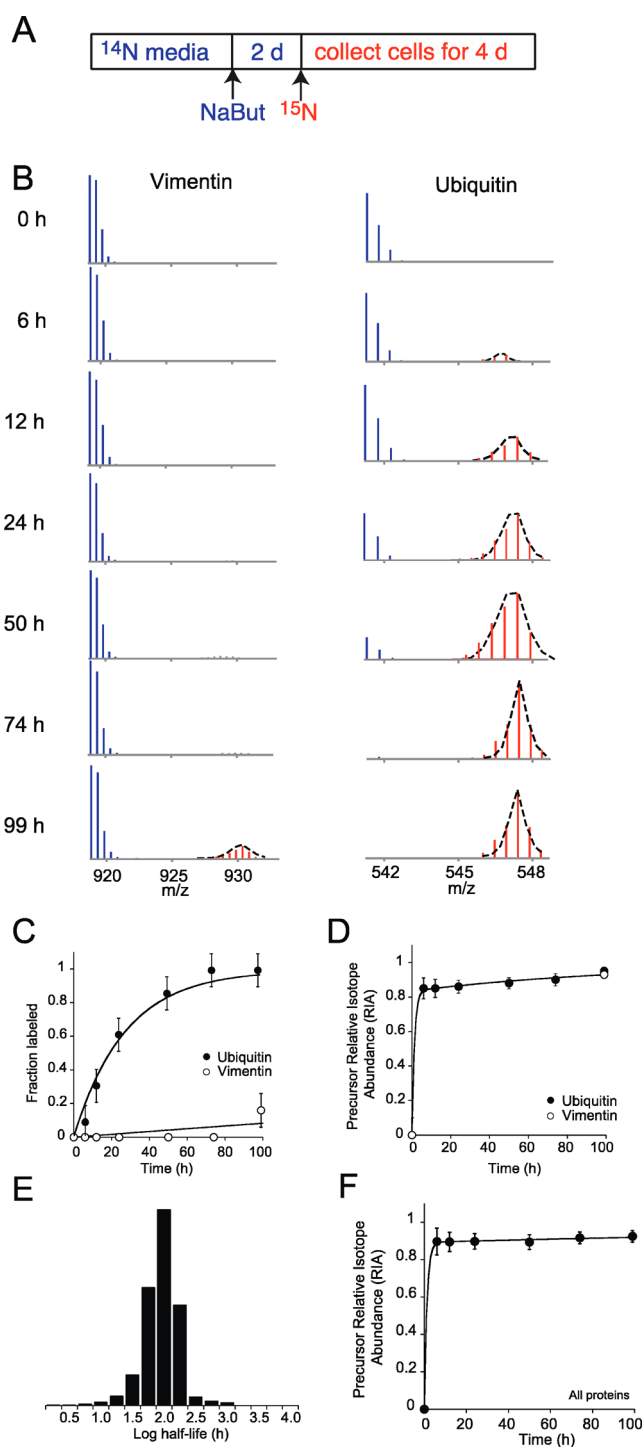 A
¹⁴N media 2 d collect cells for 4 d
NaBut ¹⁵N
B
Vimentin Ubiquitin
0 h
6 h
12 h
24 h
50 h
74 h
99 h
920 925 930
m/z
542 545 548
m/z
C
Fraction labeled
1
0.8
0.6
0.4
0.2
0
Ubiquitin
Vimentin
0 20 40 60 80 100
Time (h)
D
Precursor Relative Isotope
Abundance (RIA)
1
0.8
0.6
0.4
0.2
0
Ubiquitin
Vimentin
0 20 40 60 80 100
Time (h)
E
0.5 1.0 1.5 2.0 2.5 3.0 3.5 4.0
Log half-life (h)
F
Precursor Relative Isotope
Abundance (RIA)
1
0.8
0.6
0.4
0.2
0
All proteins
0 20 40 60 80 100
Time (h)